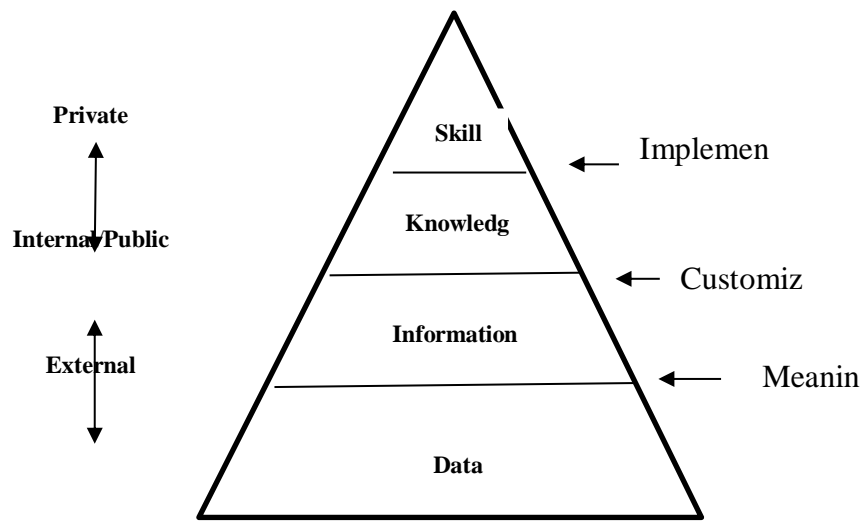 Private
Skill
Implemen
Internal/Public
Knowledg
Customiz
Information
External
Meanin
Data